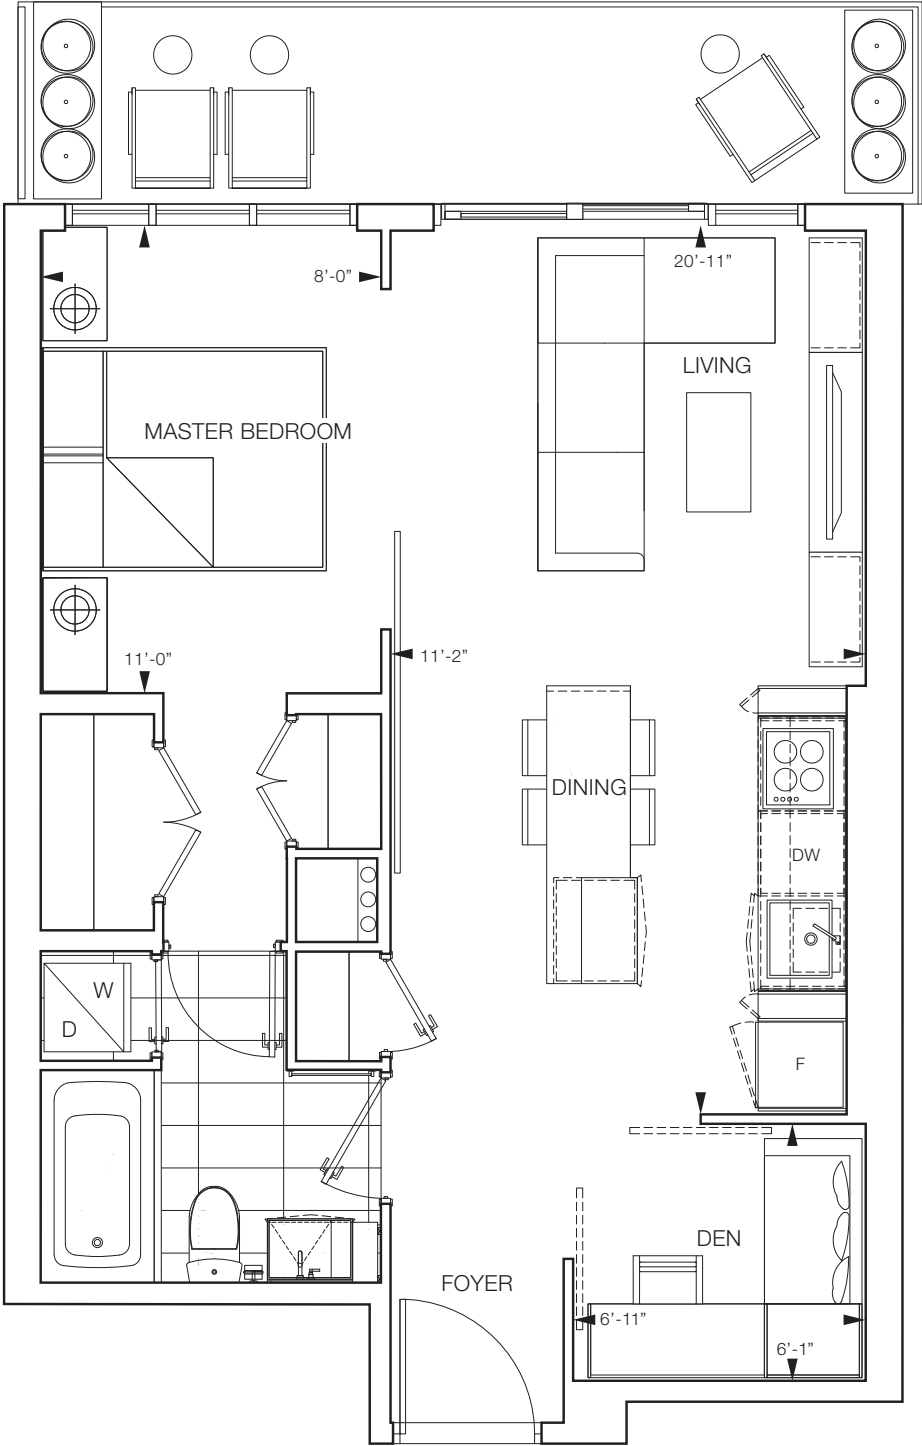 20’-11”
8’-0”
LIVING
MASTER BEDROOM
11’-0”
11’-2”
DINING
DW
W
D
F
DEN
FOYER
6’-11”
6’-1”